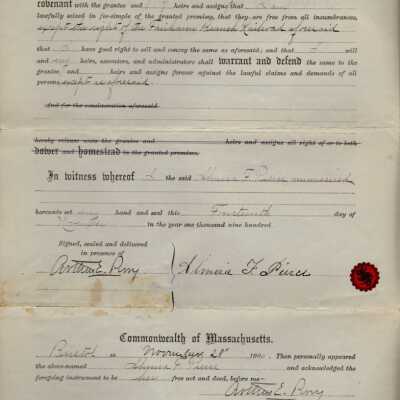 covenant with the grantee and his heirs and assigns that I am
lawfully seized in fee-simple of the granted premises, that they are free from all incumbrances,
except the right of the Fairhaven Branch Railroad aforesaid
that I have good right to sell and convey the same as aforesaid; and that I will
and my heirs, executors, and administrators shall warrant and defend the same to the
grantee, and heirs and assigns forever against the lawful claims and demands of all
persons except as aforesaid.
And for the consideration aforesaid
hereby release unto the grantee and heirs and assigns all right of or to both
dower and homestead in the granted premises.
In witness whereof I the said Almira F. Pierce unmarried
hereunto set my hand and seal this Fourteenth day of
in the year one thousand nine hundred
Signed, sealed and delivered
in presence of
Arthur E. Perry
Almira F. Pierce
Commonwealth of Massachusetts.
Bristol ss. November 28th 190 . Then personally appeared
the above-named Almira F. Pierce and acknowledged the
foregoing instrument to be her free act and deed, before me—
Arthur E. Perry